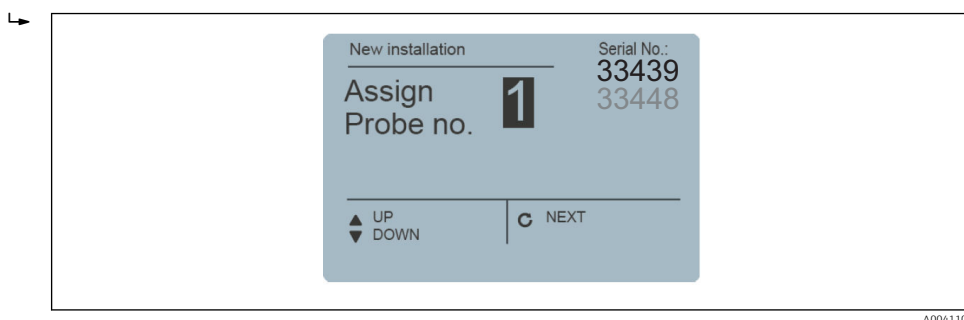 New installation
Serial No.:
33439
33448
Assign
Probe no.
1
UP
DOWN
NEXT